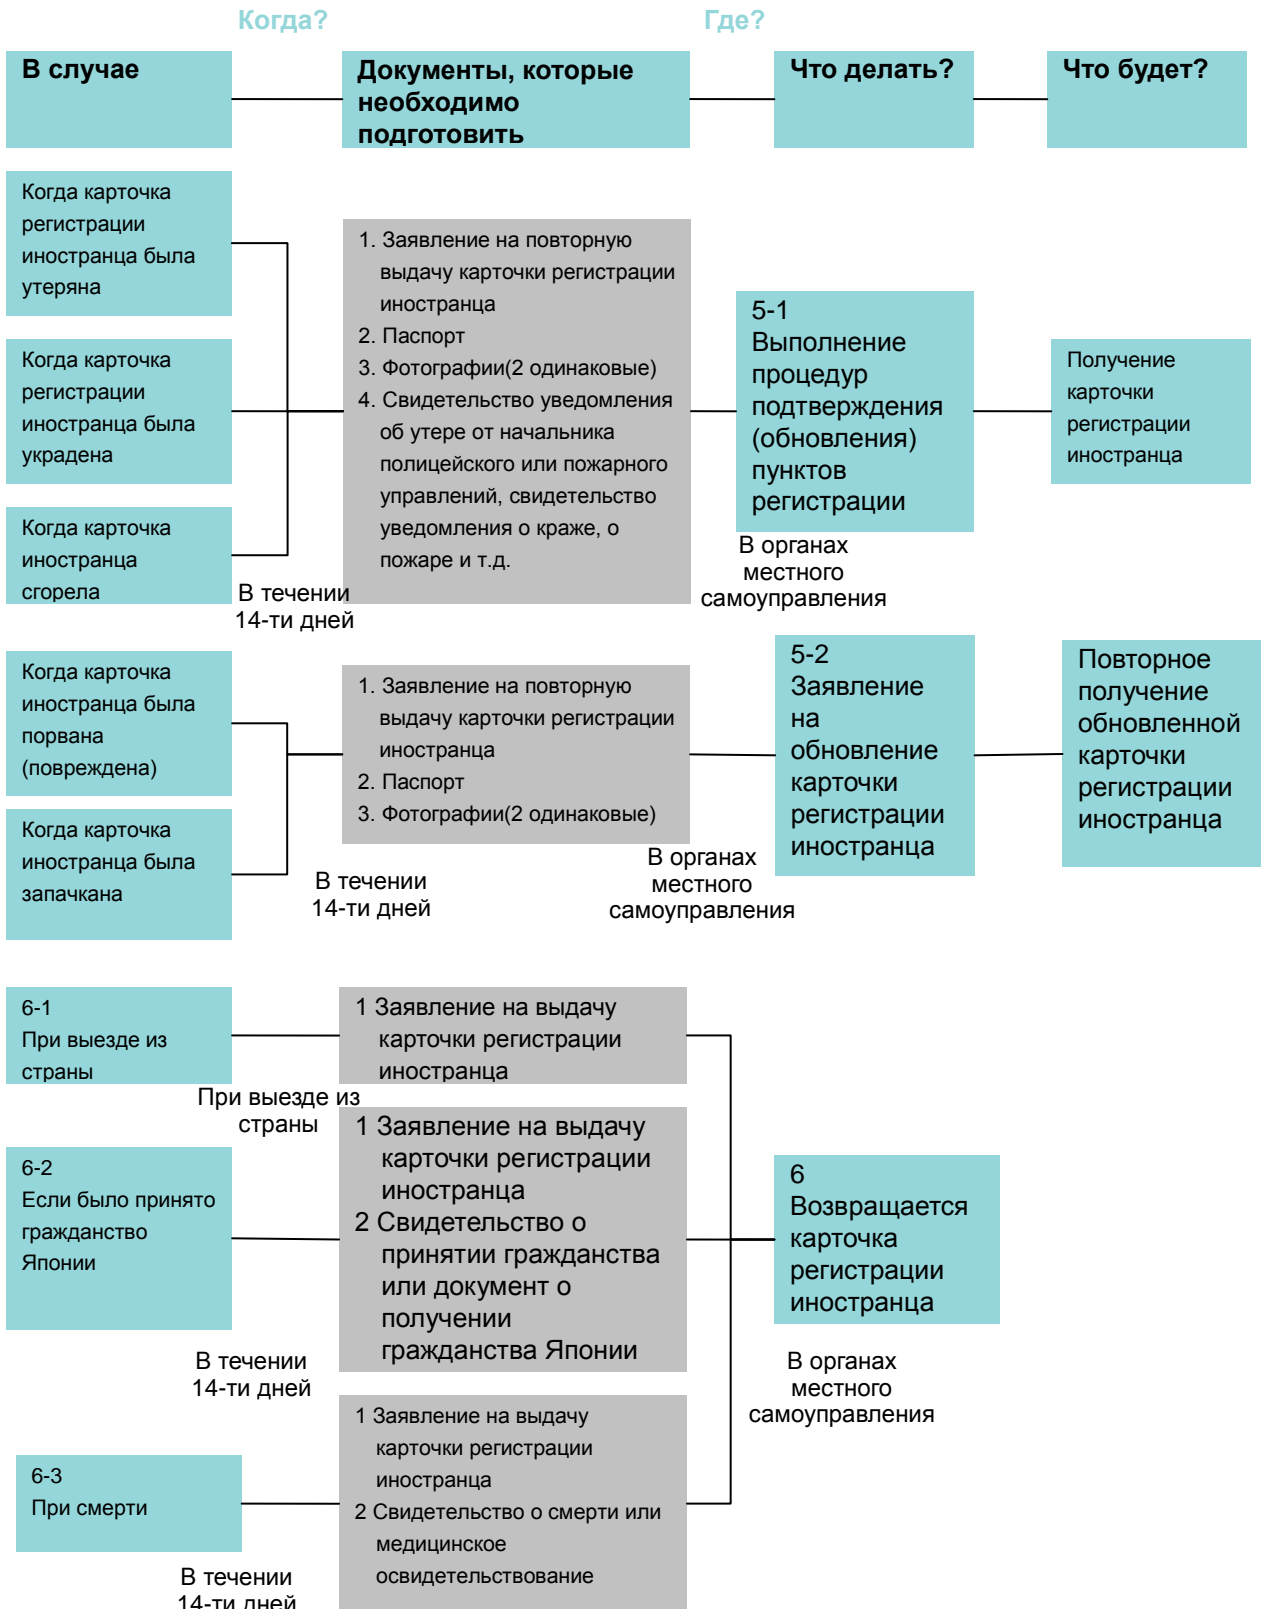 Когда?
Где?
В случае
Документы, которые
необходимо
подготовить
Что делать?
Что будет?
Когда карточка
регистрации
иностранца была
утеряна
Когда карточка
регистрации
иностранца была
украдена
Когда карточка
иностранца
сгорела
В течении
14-ти дней
1. Заявление на повторную
выдачу карточки регистрации
иностранца
2. Паспорт
3. Фотографии(2 одинаковые)
4. Свидетельство уведомления
об утере от начальника
полицейского или пожарного
управлений, свидетельство
уведомления о краже, о
пожаре и т.д.
5-1
Выполнение
процедур
подтверждения
(обновления)
пунктов
регистрации
В органах
местного
самоуправления
Получение
карточки
регистрации
иностранца
Когда карточка
иностранца была
порвана
(повреждена)
Когда карточка
иностранца была
запачкана
В течении
14-ти дней
1. Заявление на повторную
выдачу карточки регистрации
иностранца
2. Паспорт
3. Фотографии(2 одинаковые)
В органах
местного
самоуправления
5-2
Заявление
на
обновление
карточки
регистрации
иностранца
Повторное
получение
обновленной
карточки
регистрации
иностранца
6-1
При выезде из
страны
При выезде из
страны
1 Заявление на выдачу
карточки регистрации
иностранца
6-2
Если было принято
гражданство
Японии
В течении
14-ти дней
1 Заявление на выдачу
карточки регистрации
иностранца
2 Свидетельство о
принятии гражданства
или документ о
получении
гражданства Японии
6
Возвращается
карточка
регистрации
иностранца
В органах
местного
самоуправления
6-3
При смерти
В течении
14-ти дней
1 Заявление на выдачу
карточки регистрации
иностранца
2 Свидетельство о смерти или
медицинское
освидетельствование